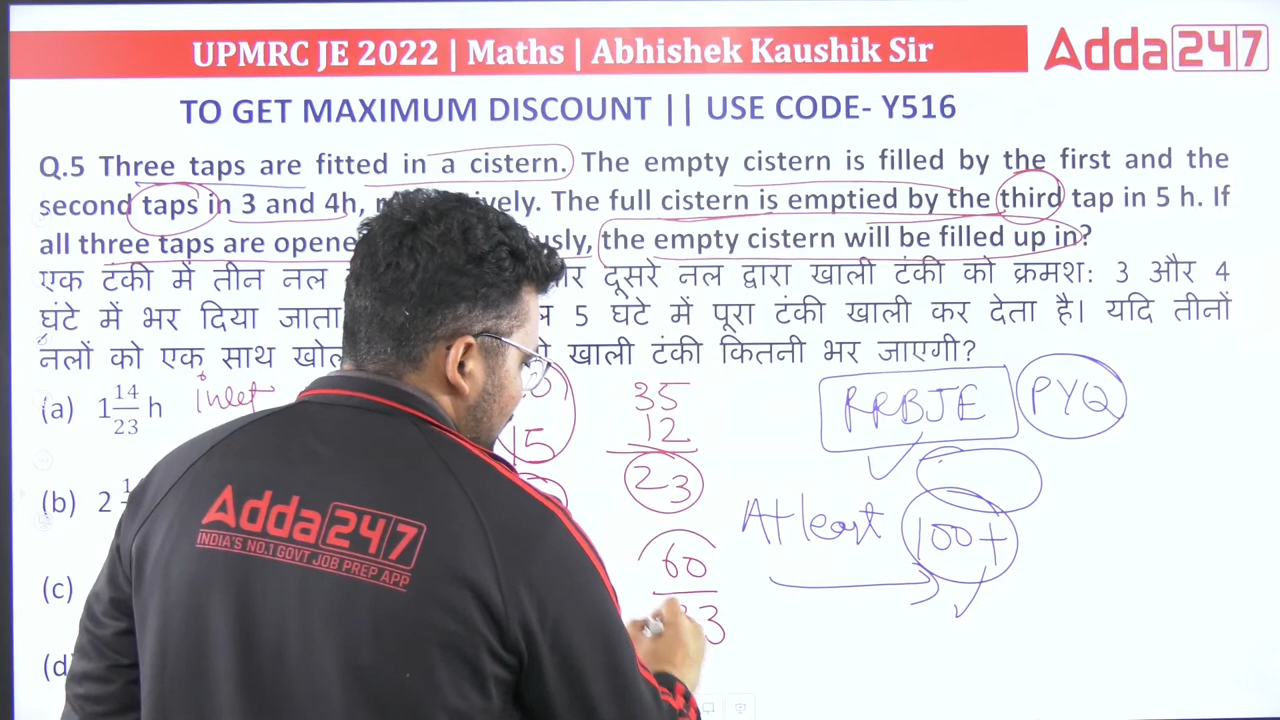 UPMRC JE 2022 | Maths | Abhishek Kaushik Sir
Adda 247
TO GET MAXIMUM DISCOUNT || USE CODE- Y516
Q.5 Three taps are fitted in a cistern. The empty cistern is filled by the first and the
second taps in 3 and 4h, The full cistern is emptied by the third tap in 5 h. If
all three taps are opene the empty cistern will be filled up in?
एक टंकी में तीन नल दूसरे नल द्वारा खाली टंकी को क्रमश: 3 और 4
घंटे में भर दिया जाता 5 घंटे में पूरा टंकी खाली कर देता है। यदि तीनों
नलों को एक साथ खोल खाली टंकी कितनी भर जाएगी?
(a) 1 14/23 h
Inlet
15
35
12
23
60
RRBJE PYQ
(b) 2
At least 100+
(c)
(d)
Adda247
INDIA'S NO.1 GOVT JOB PREP APP